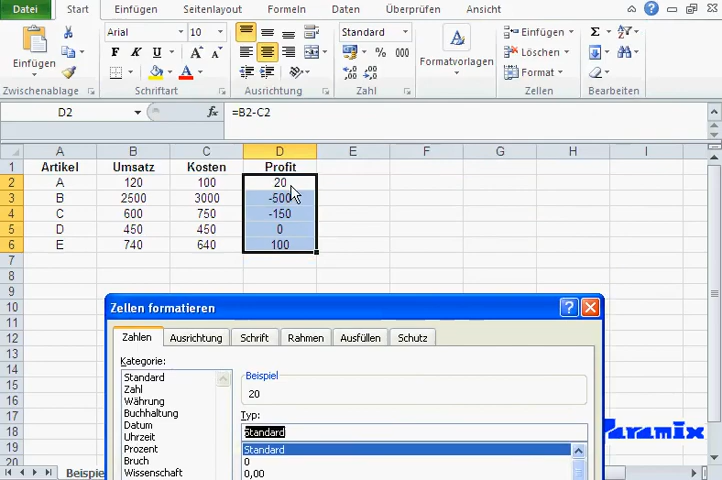 Datei Start Einfügen Seitenlayout Formeln Daten Überprüfen Ansicht
Einfügen
Arial 10
F K U
A A
Standard
% 000
Formatvorlagen
Einfügen
Löschen
Format
Σ
Zwischenablage Schriftart Ausrichtung Zahl Zellen Bearbeiten
D2 fx =B2-C2
A B C D E F G H I
1 Artikel Umsatz Kosten Profit
2 A 120 100 20
3 B 2500 3000 -500
4 C 600 750 -150
5 D 450 450 0
6 E 740 640 100
7
8
9
10
11
12
13
14
15
16
17
18
19
20
Zellen formatieren
Zahlen Ausrichtung Schrift Rahmen Ausfüllen Schutz
Kategorie:
Standard
Zahl
Währung
Buchhaltung
Datum
Uhrzeit
Prozent
Bruch
Wissenschaft
Beispiel
20
Typ:
Standard
Standard
0
0,00
Paramix
Beispie